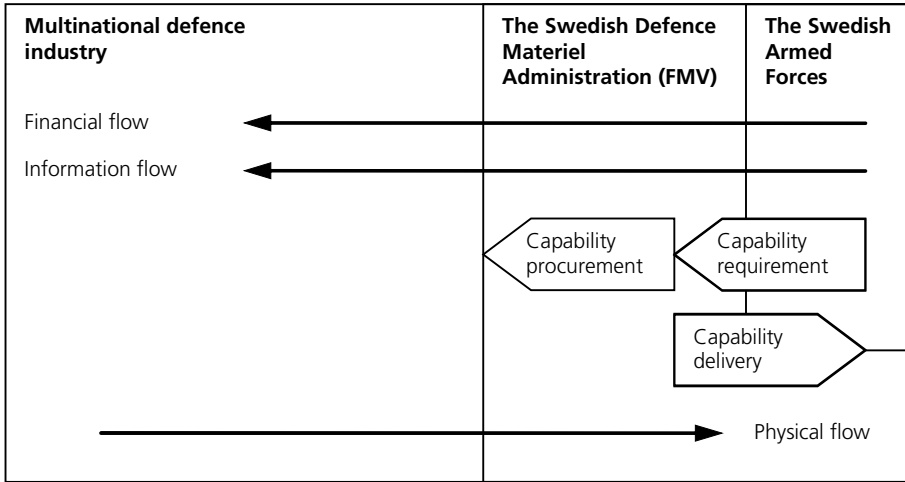 Multinational defence
industry
The Swedish Defence
Materiel
Administration (FMV)
The Swedish
Armed
Forces
Financial flow
Information flow
Capability
procurement
Capability
requirement
Capability
delivery
Physical flow